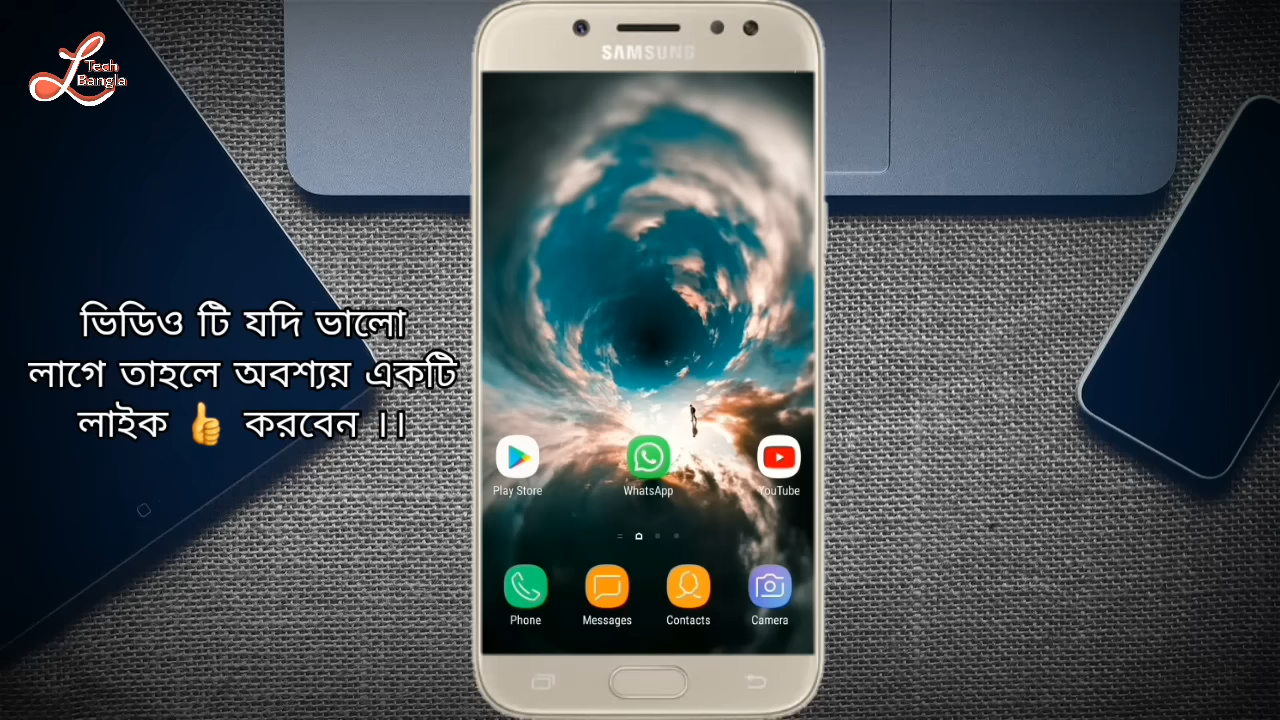 Tech
Bangla
SAMSUNG
ভিডিও টি যদি ভালো
লাগে তাহলে অবশ্যয় একটি
লাইক 👍 করবেন ।।
Play Store
WhatsApp
YouTube
Phone
Messages
Contacts
Camera